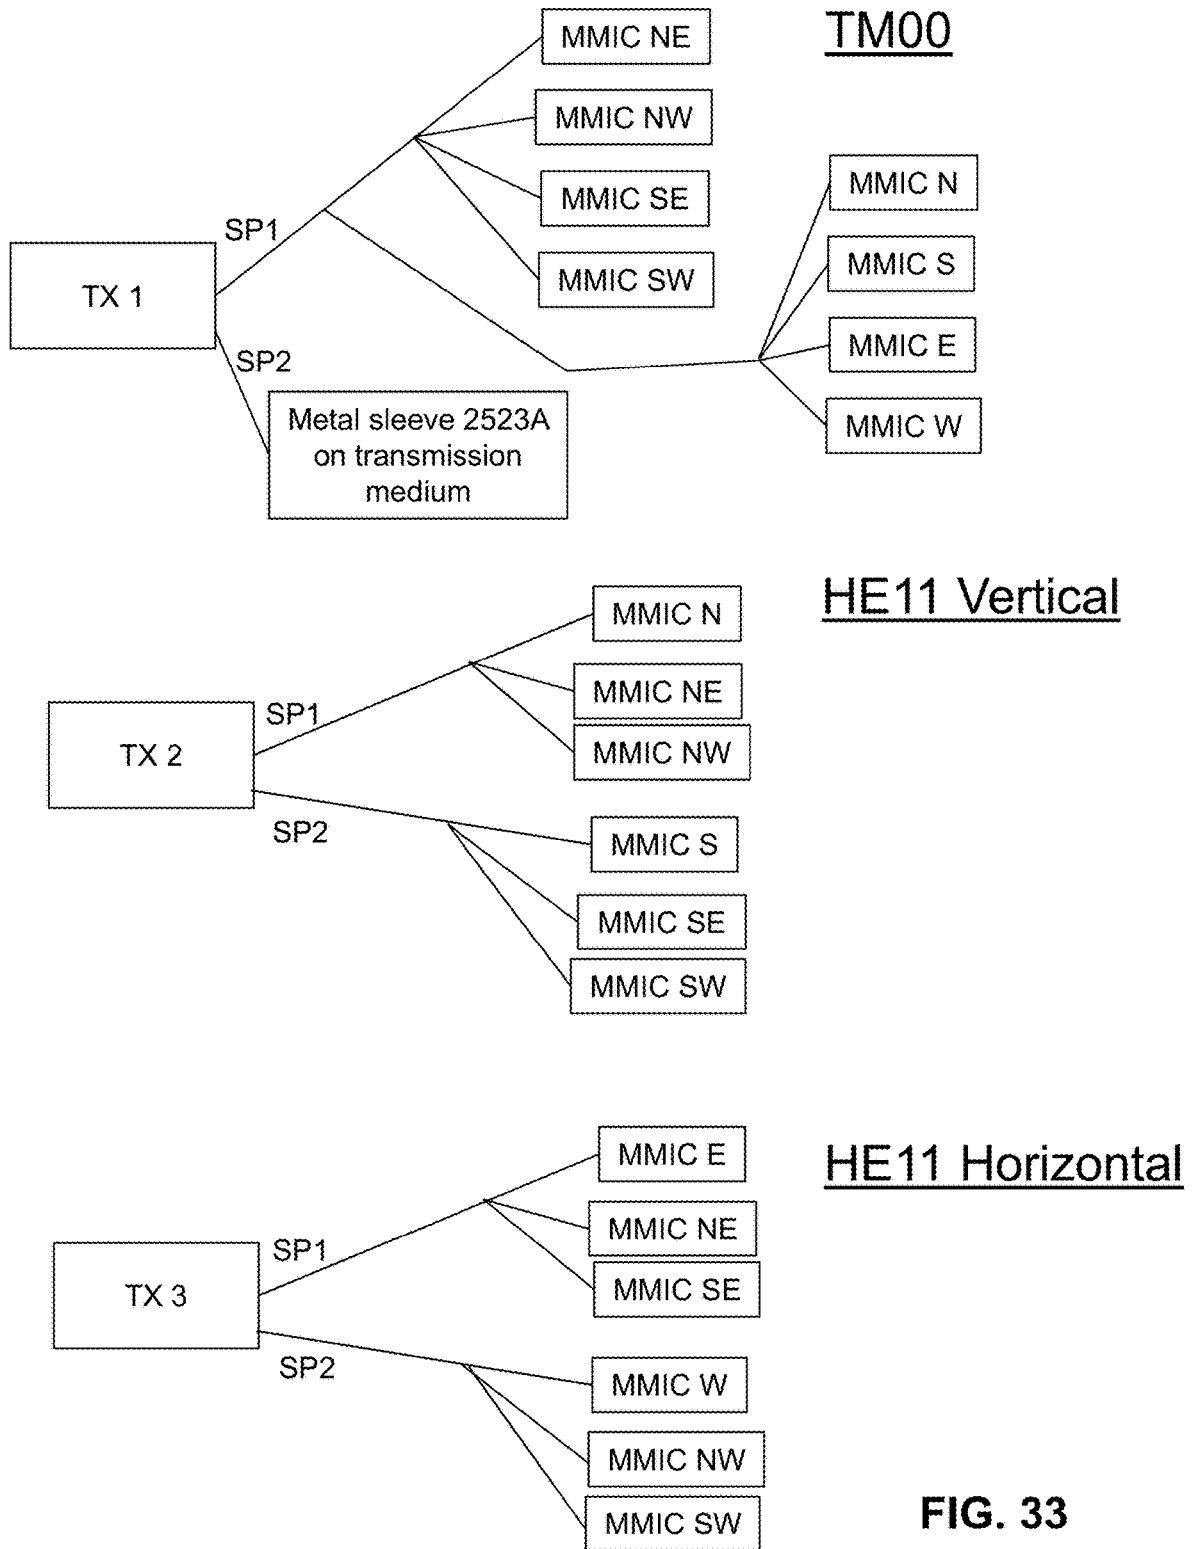 TM00
MMIC NE
MMIC NW
MMIC SE
MMIC SW
MMIC N
MMIC S
MMIC E
MMIC W
SP1
TX 1
SP2
Metal sleeve 2523A
on transmission
medium
HE11 Vertical
MMIC N
MMIC NE
MMIC NW
SP1
TX 2
SP2
MMIC S
MMIC SE
MMIC SW
HE11 Horizontal
MMIC E
MMIC NE
MMIC SE
SP1
TX 3
SP2
MMIC W
MMIC NW
MMIC SW
FIG. 33